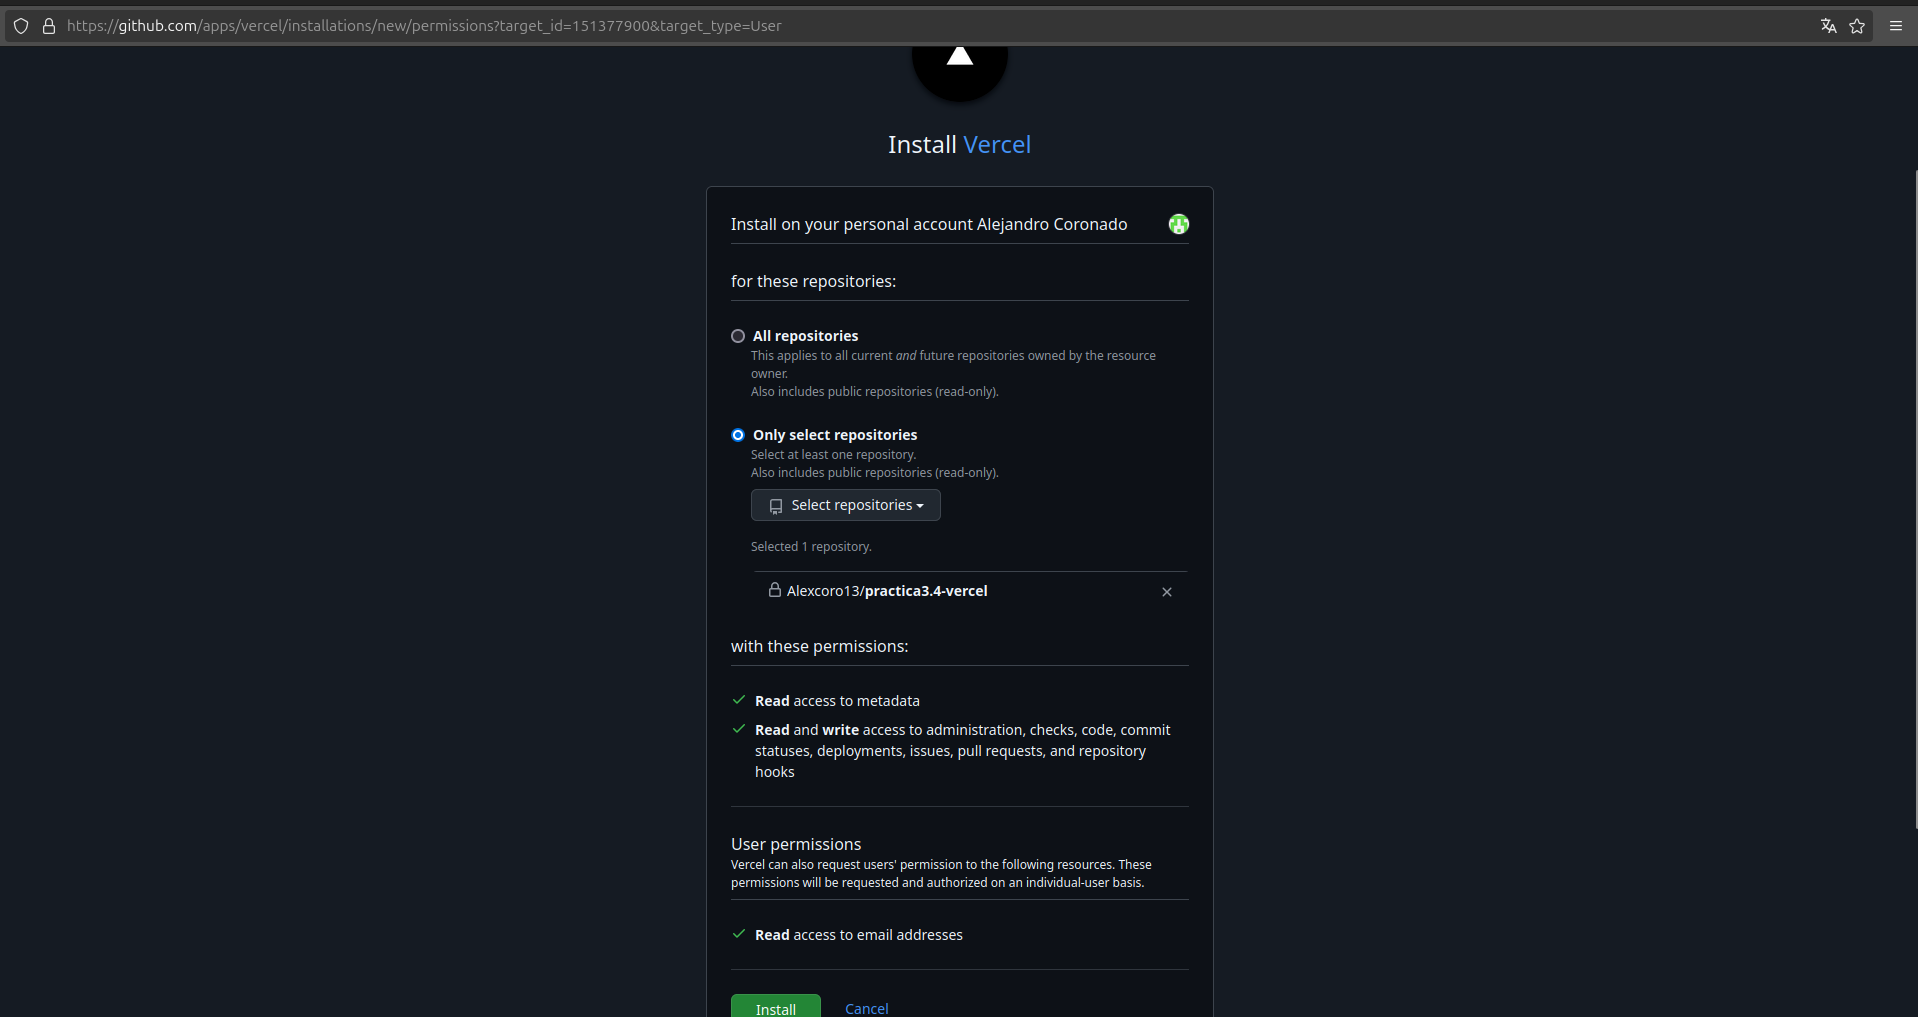 https://github.com/apps/vercel/installations/new/permissions?target_id=151377900&target_type=User
Install Vercel
Install on your personal account Alejandro Coronado
for these repositories:
All repositories
This applies to all current and future repositories owned by the resource
owner.
Also includes public repositories (read-only).
Only select repositories
Select at least one repository.
Also includes public repositories (read-only).
Select repositories
Selected 1 repository.
Alexcoro13/practica3.4-vercel
with these permissions:
Read access to metadata
Read and write access to administration, checks, code, commit
statuses, deployments, issues, pull requests, and repository
hooks
User permissions
Vercel can also request users' permission to the following resources. These
permissions will be requested and authorized on an individual-user basis.
Read access to email addresses
Install Cancel